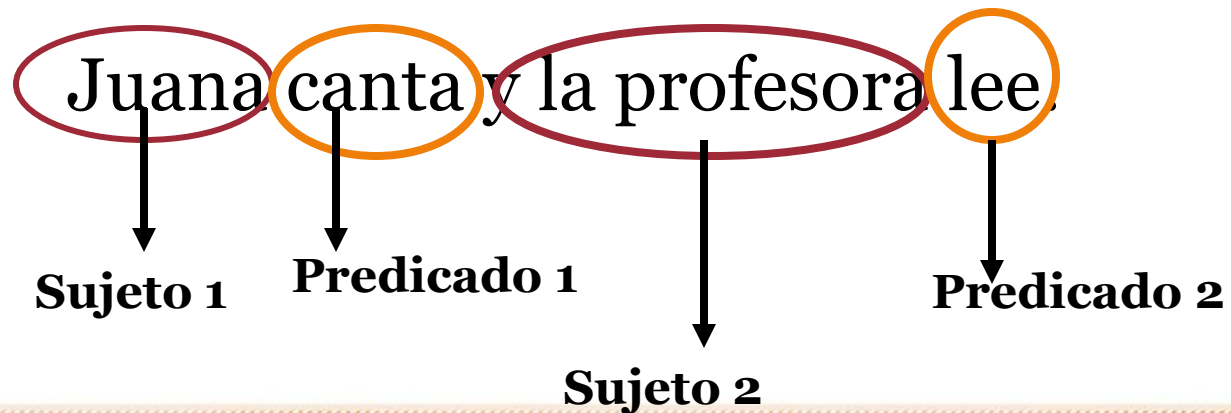 Juana canta y la profesora lee.
Sujeto 1
Predicado 1
Predicado 2
Sujeto 2